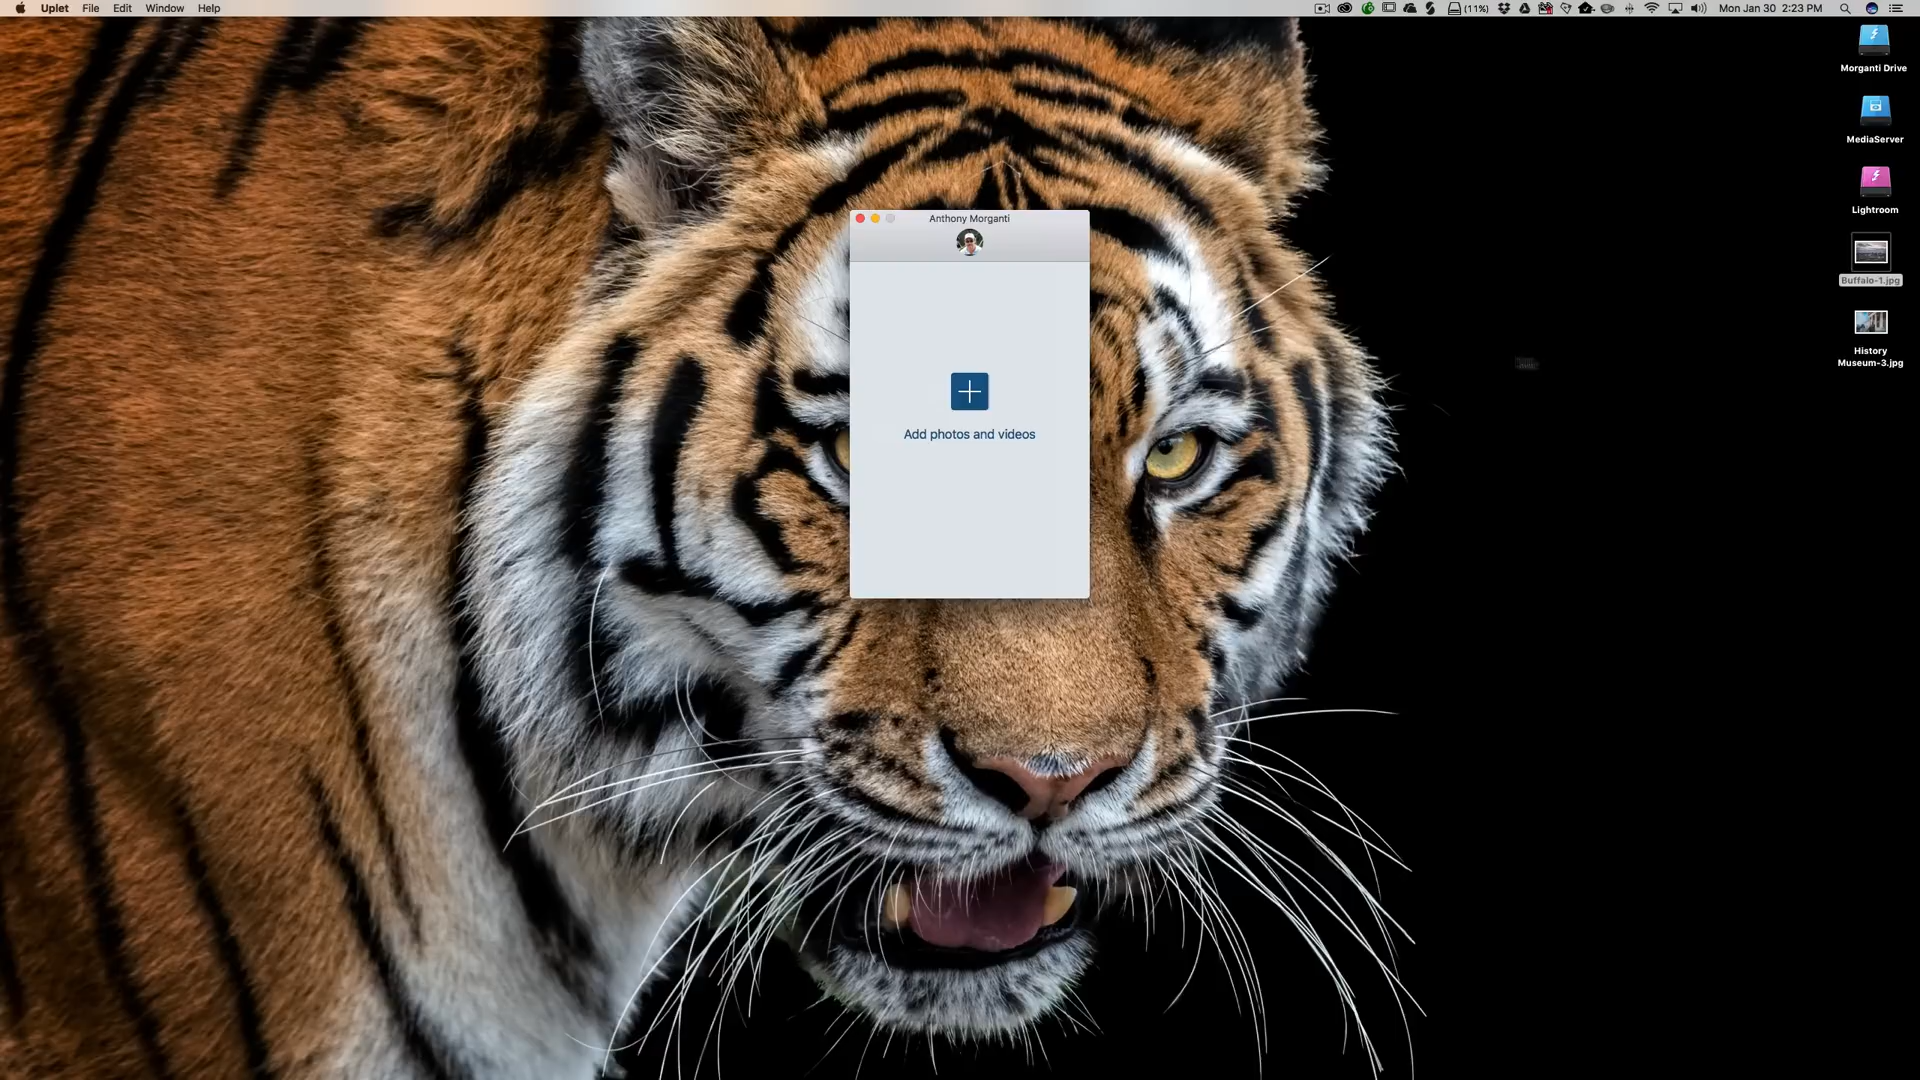 Uplet File Edit Window Help (11%) Mon Jan 30 2:23 PM
Morganti Drive
MediaServer
Lightroom
Buffalo-1.jpg
History
Museum-3.jpg
Anthony Morganti
Add photos and videos